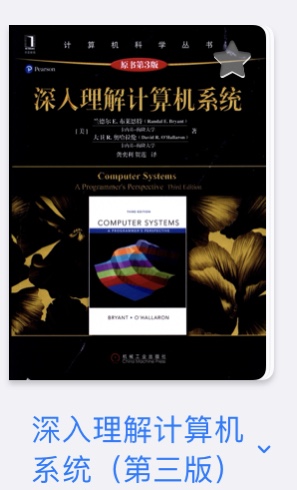 计算机科学丛书
Pearson
原书第3版
深入理解计算机系统
兰德尔 E. 布莱恩特 (Randal E. Bryant)
卡内基-梅隆大学
[美]
著
大卫 R. 奥哈拉伦 (David R. O'Hallaron)
卡内基-梅隆大学
龚奕利 贺莲 译
Computer Systems
A Programmer's Perspective Third Edition
THIRD EDITION
COMPUTER SYSTEMS
A PROGRAMMER'S PERSPECTIVE
BRYANT • O'HALLARON
机械工业出版社
China Machine Press
深入理解计算机
系统（第三版）